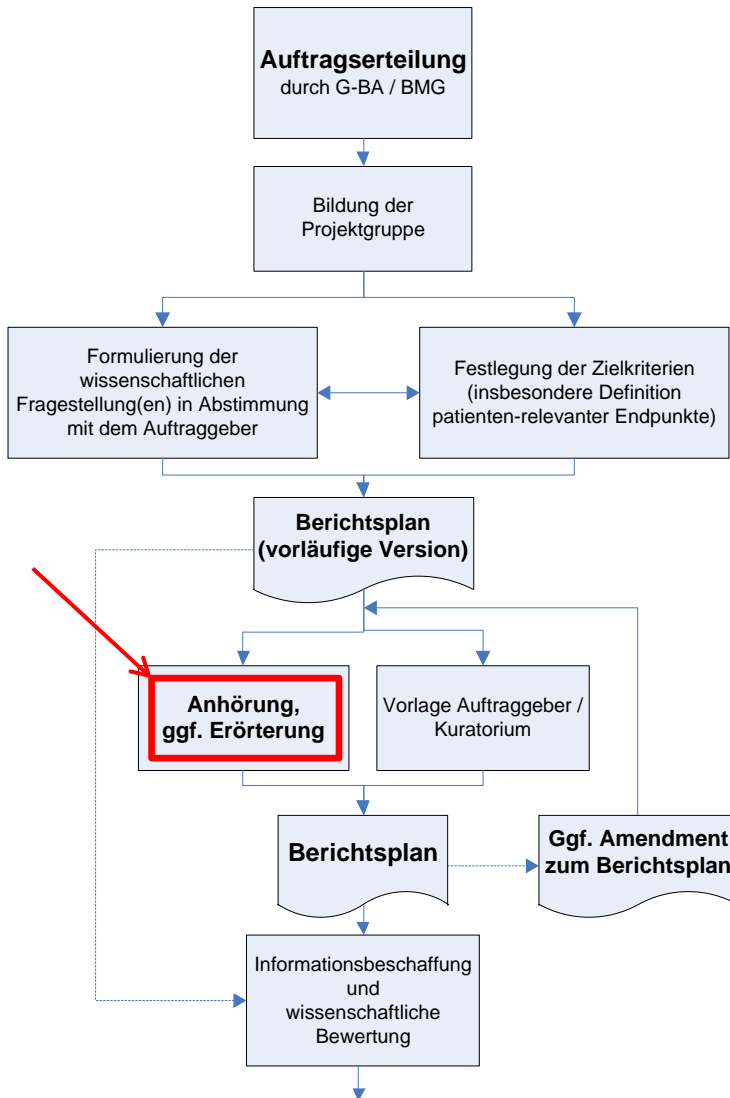 Auftragserteilung
durch G-BA / BMG
Bildung der
Projektgruppe
Formulierung der
wissenschaftlichen
Fragestellung(en) in Abstimmung
mit dem Auftraggeber
Festlegung der Zielkriterien
(insbesondere Definition
patienten-relevanter Endpunkte)
Berichtsplan
(vorläufige Version)
Anhörung,
ggf. Erörterung
Vorlage Auftraggeber /
Kuratorium
Berichtsplan
Ggf. Amendment
zum Berichtsplan
Informationsbeschaffung
und
wissenschaftliche
Bewertung